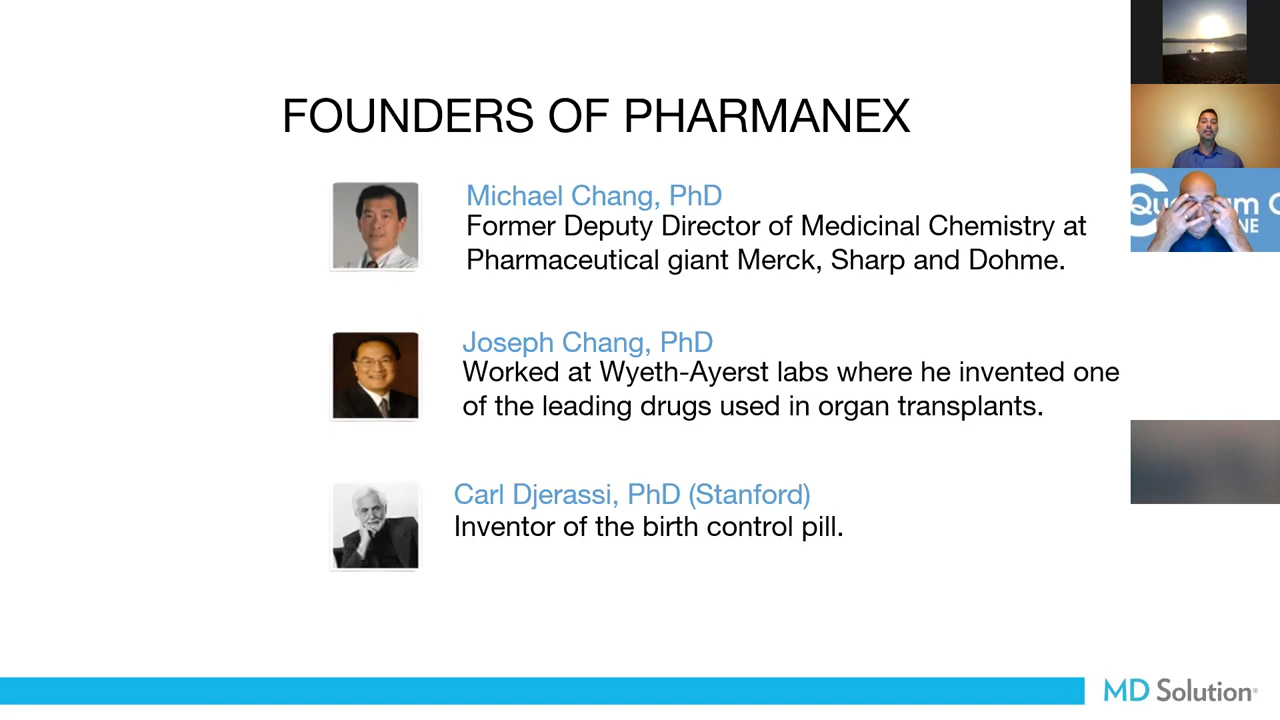 FOUNDERS OF PHARMANEX
Michael Chang, PhD
Former Deputy Director of Medicinal Chemistry at
Pharmaceutical giant Merck, Sharp and Dohme.
Joseph Chang, PhD
Worked at Wyeth-Ayerst labs where he invented one
of the leading drugs used in organ transplants.
Carl Djerassi, PhD (Stanford)
Inventor of the birth control pill.
MD Solution®